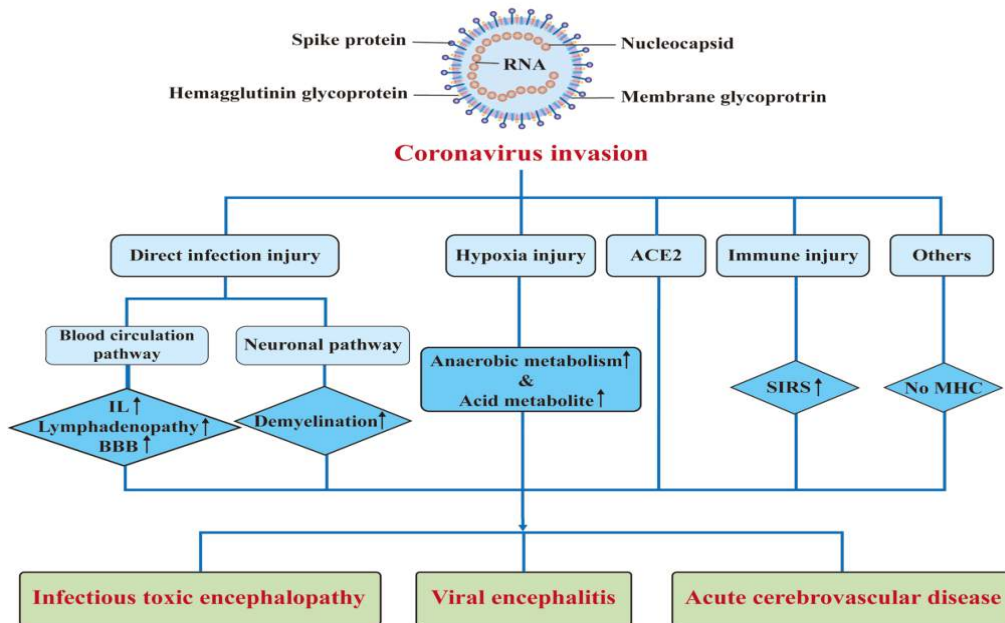 Spike protein
Nucleocapsid
RNA
Hemagglutinin glycoprotein
Membrane glycoprotrin
Coronavirus invasion
Direct infection injury
Hypoxia injury
ACE2
Immune injury
Others
Blood circulation
pathway
Neuronal pathway
Anaerobic metabolism↑
&
Acid metabolite↑
SIRS↑
No MHC
IL↑
Lymphadenopathy↑
BBB↑
Demyelination↑
Infectious toxic encephalopathy
Viral encephalitis
Acute cerebrovascular disease